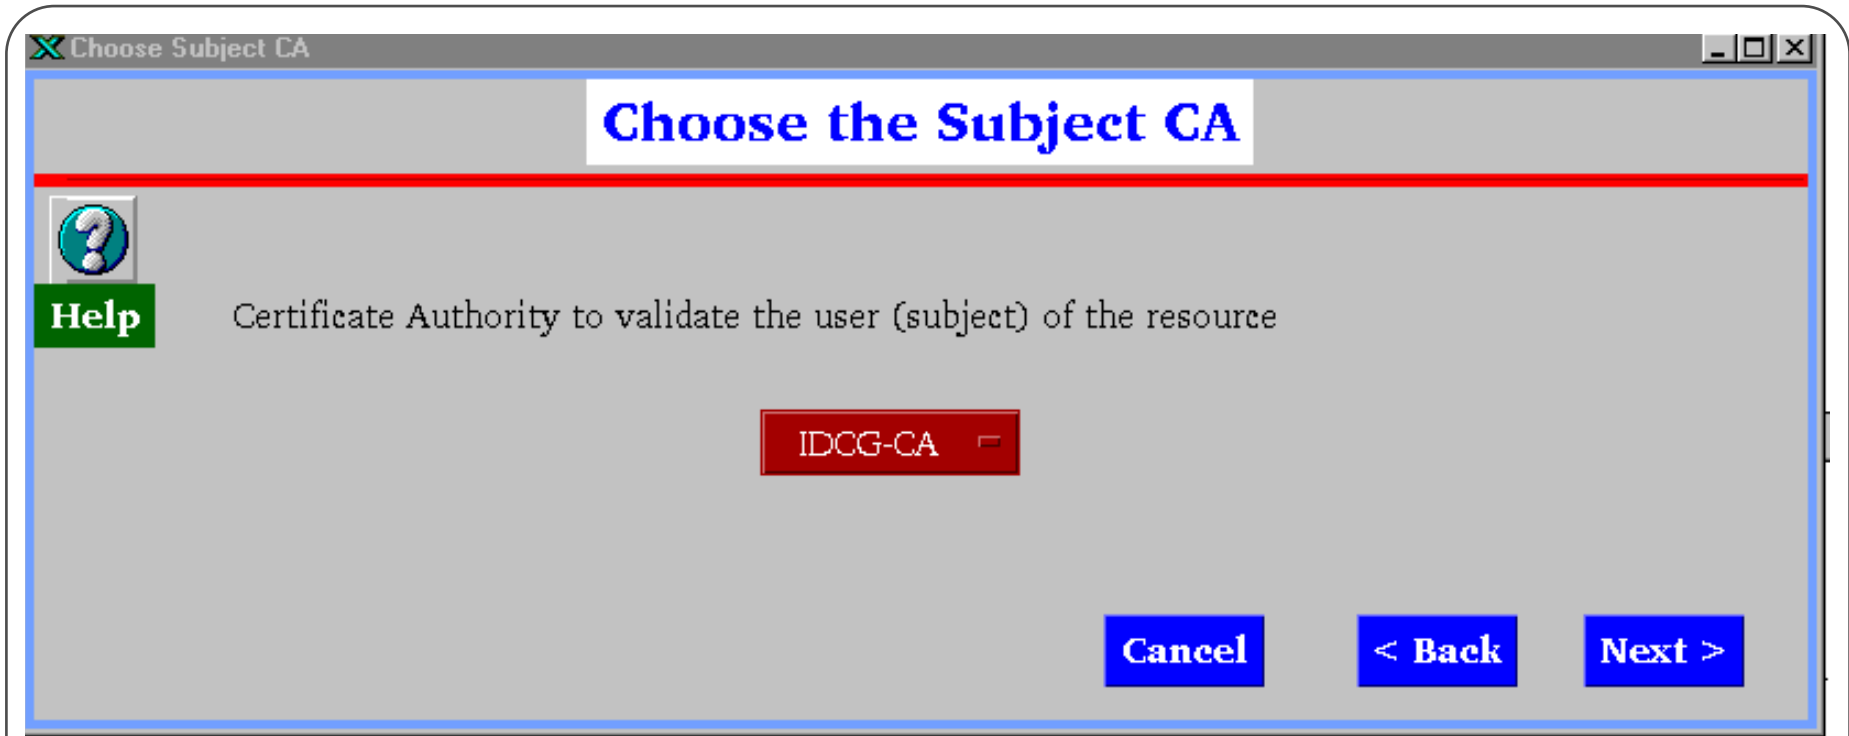 Choose Subject CA
Choose the Subject CA
Help
Certificate Authority to validate the user (subject) of the resource
IDCG-CA
Cancel
< Back
Next >